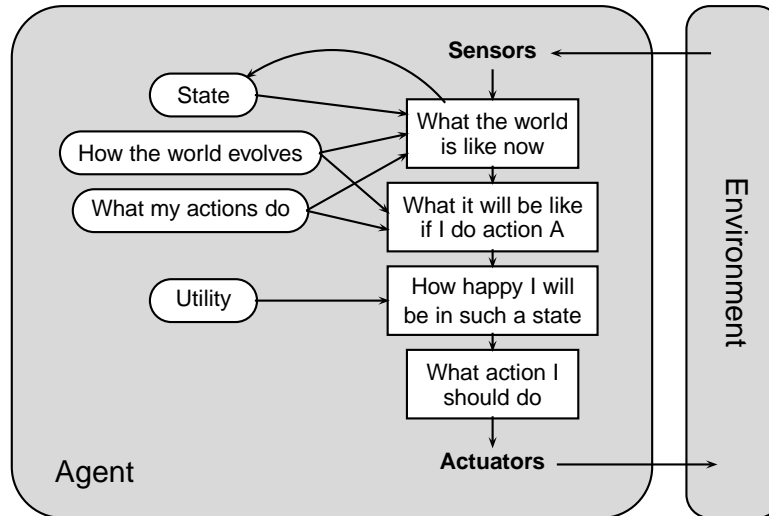 Sensors
State
What the world
is like now
How the world evolves
What my actions do
What it will be like
if I do action A
Utility
How happy I will
be in such a state
What action I
should do
Agent
Actuators
Environment